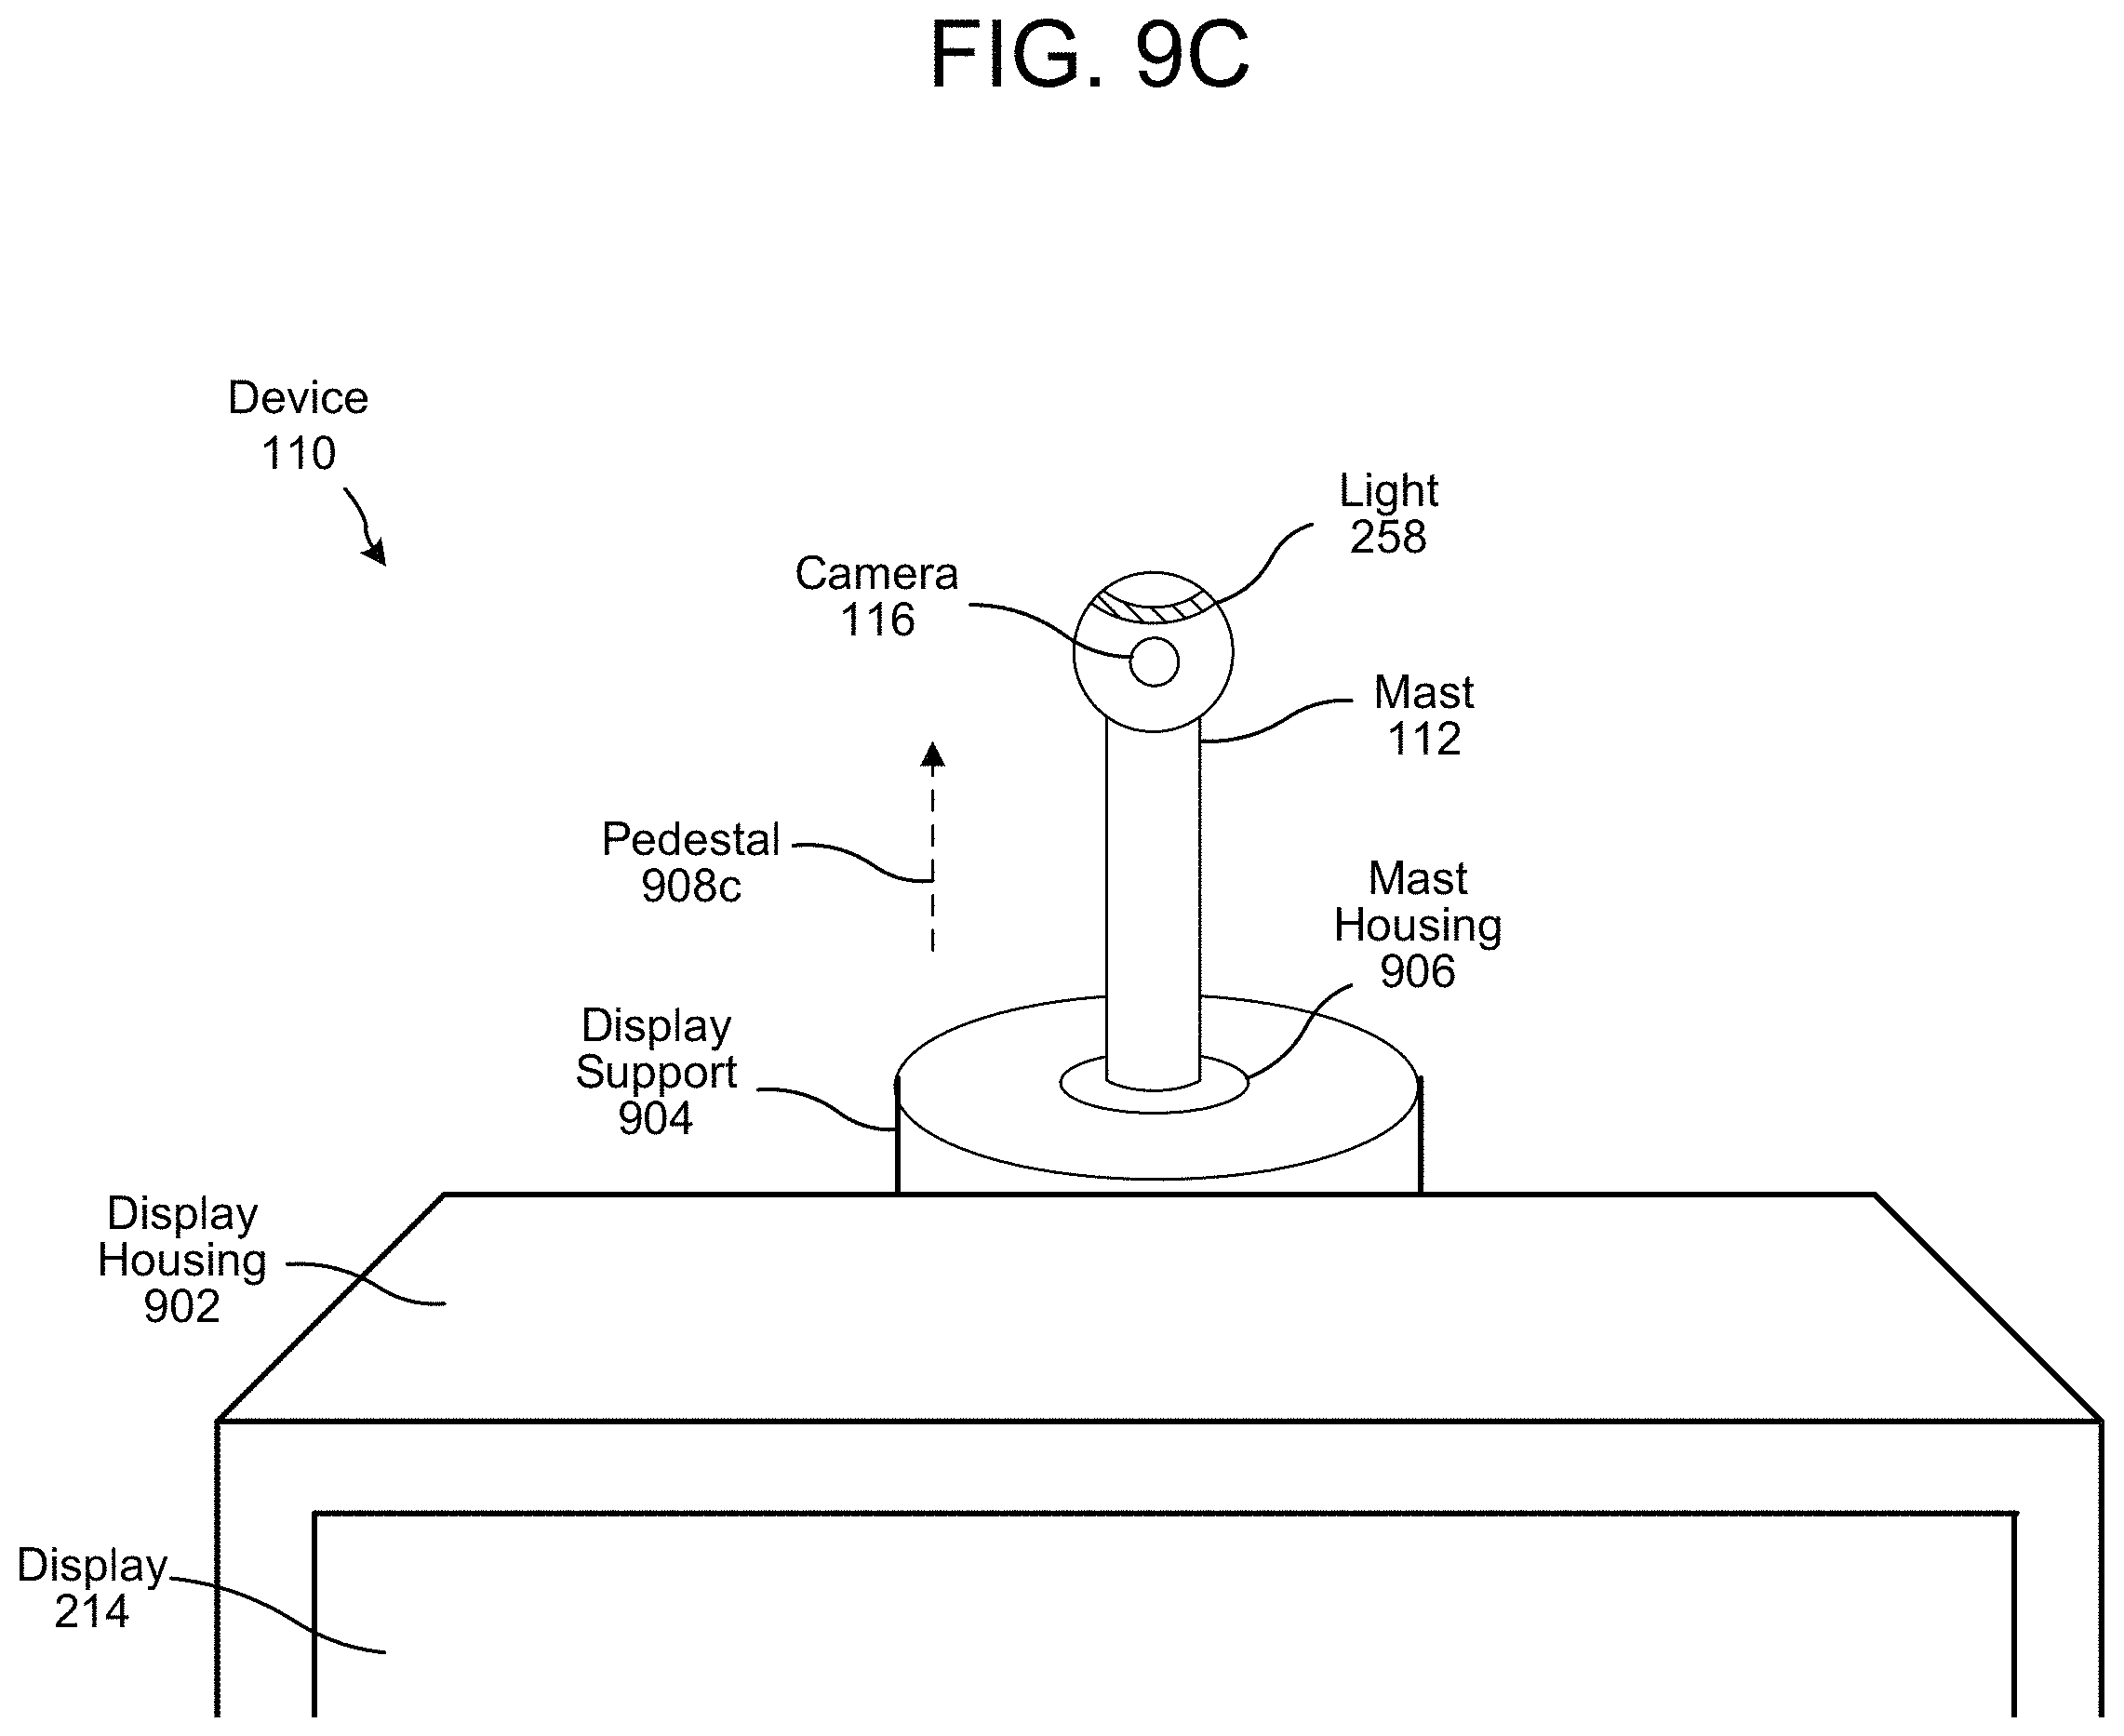 FIG. 9C
Device
110
Light
258
Camera
116
Mast
112
Pedestal
908c
Mast
Housing
906
Display
Support
904
Display
Housing
902
Display
214